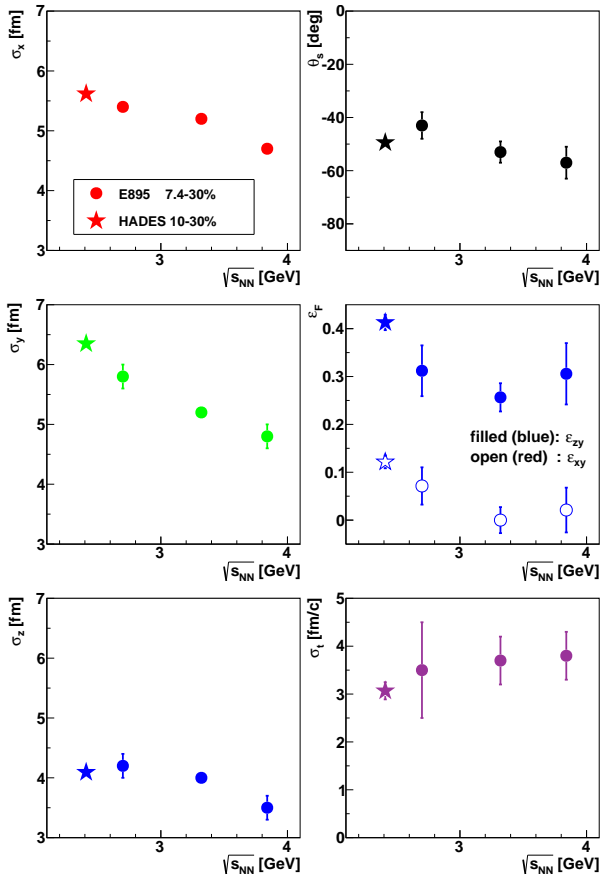 σx [fm]
7
6
5
4
3
E895 7.4-30%
HADES 10-30%
3 4
√sNN [GeV]
θs [deg]
0
-20
-40
-60
-80
3 4
√sNN [GeV]
σy [fm]
7
6
5
4
3
3 4
√sNN [GeV]
εF
0.4
0.3
0.2
0.1
0
filled (blue): εzy
open (red) : εxy
3 4
√sNN [GeV]
σz [fm]
7
6
5
4
3
3 4
√sNN [GeV]
σt [fm/c]
5
4
3
2
1
0
3 4
√sNN [GeV]